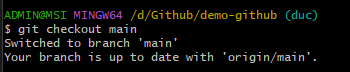 ADMIN@MSI MINGW64 /d/Github/demo-github (duc)
$ git checkout main
Switched to branch 'main'
Your branch is up to date with 'origin/main'.